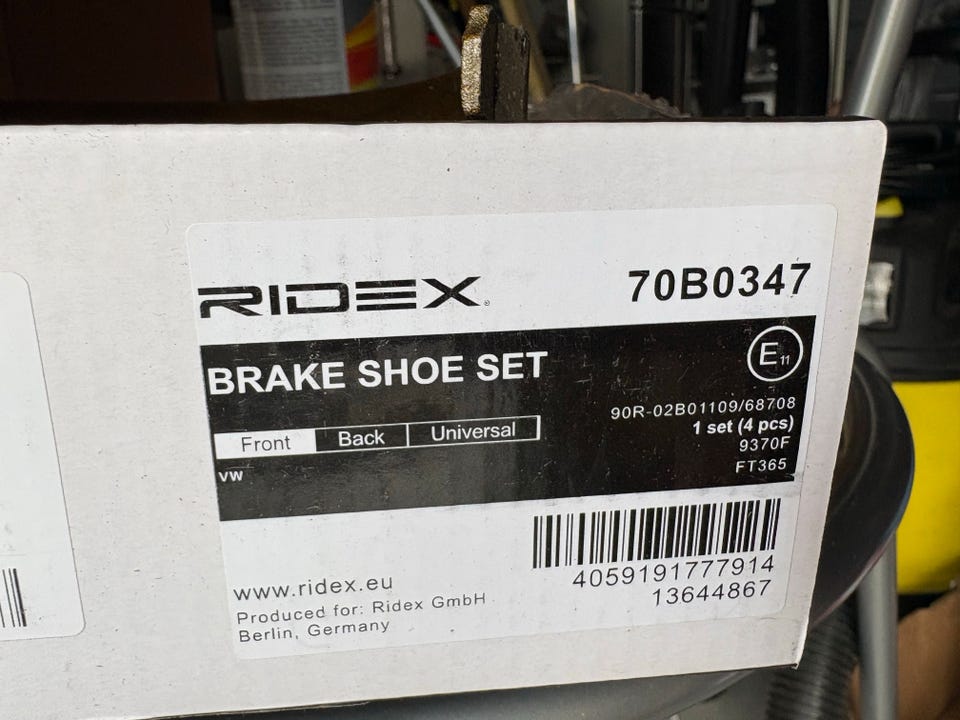 RIDEX
70B0347
BRAKE SHOE SET
E11
90R-02B01109/68708
1 set (4 pcs)
9370F
FT365
Front Back Universal
VW
4059191777914
13644867
www.ridex.eu
Produced for: Ridex GmbH
Berlin, Germany